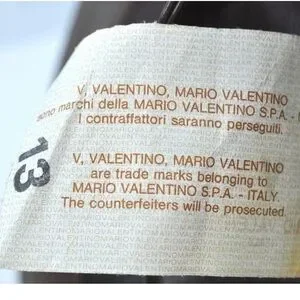 V, VALENTINO, MARIO VALENTINO
sono marchi della MARIO VALENTINO S.P.A. -
I contraffattori saranno perseguiti.
V, VALENTINO, MARIO VALENTINO
are trade marks belonging to
MARIO VALENTINO S.P.A. - ITALY.
The counterfeiters will be prosecuted.
13